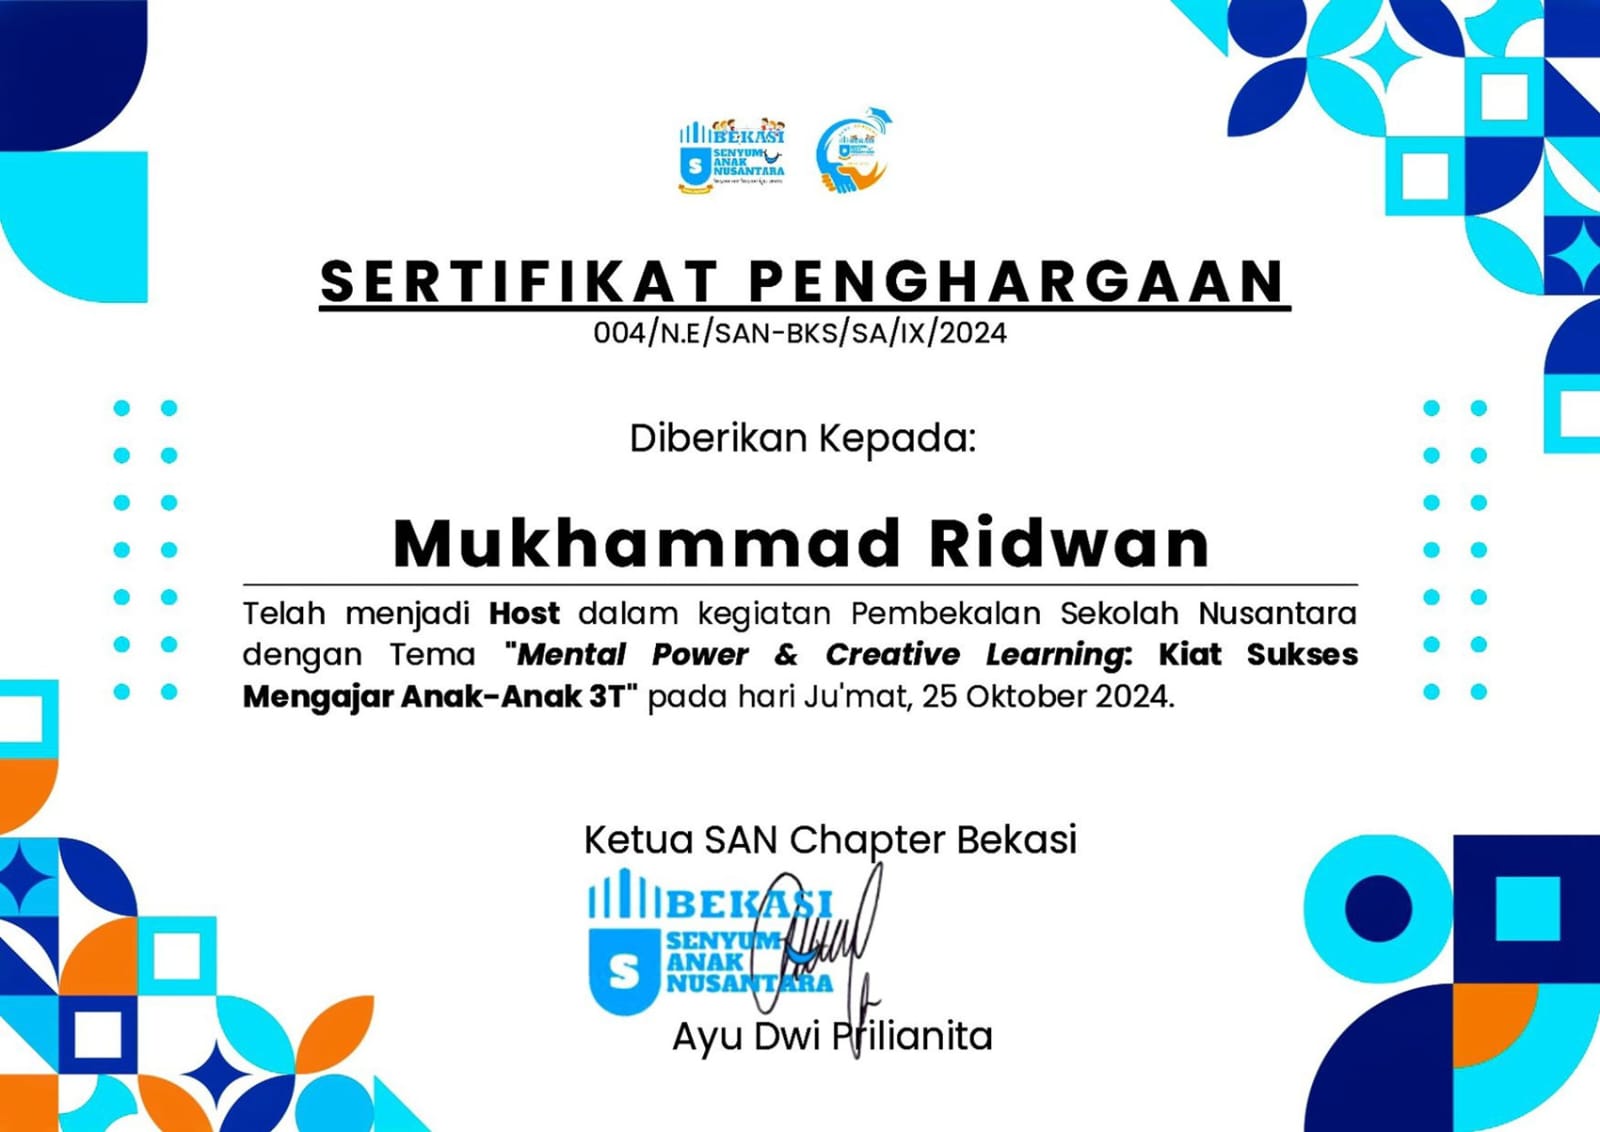 BEKASI
SENYUM
ANAK
NUSANTARA
S
SERTIFIKAT PENGHARGAAN
004/N.E/SAN-BKS/SA/IX/2024
Diberikan Kepada:
Mukhammad Ridwan
Telah menjadi Host dalam kegiatan Pembekalan Sekolah Nusantara
dengan Tema "Mental Power & Creative Learning: Kiat Sukses
Mengajar Anak-Anak 3T" pada hari Ju'mat, 25 Oktober 2024.
Ketua SAN Chapter Bekasi
BEKASI
SENYUM
ANAK
NUSANTARA
S
Ayu Dwi Prilianita